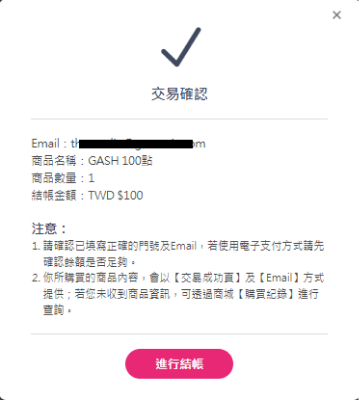 ×
交易確認
Email：
商品名稱：GASH 100點
商品數量：1
結帳金額：TWD $100
注意：
1. 請確認已填寫正確的門號及Email，若使用電子支付方式請先
確認餘額是否足夠。
2. 你所購買的商品內容，會以【交易成功頁】及【Email】方式
提供；若您未收到商品資訊，可透過商城【購買紀錄】進行
查詢。
進行結帳